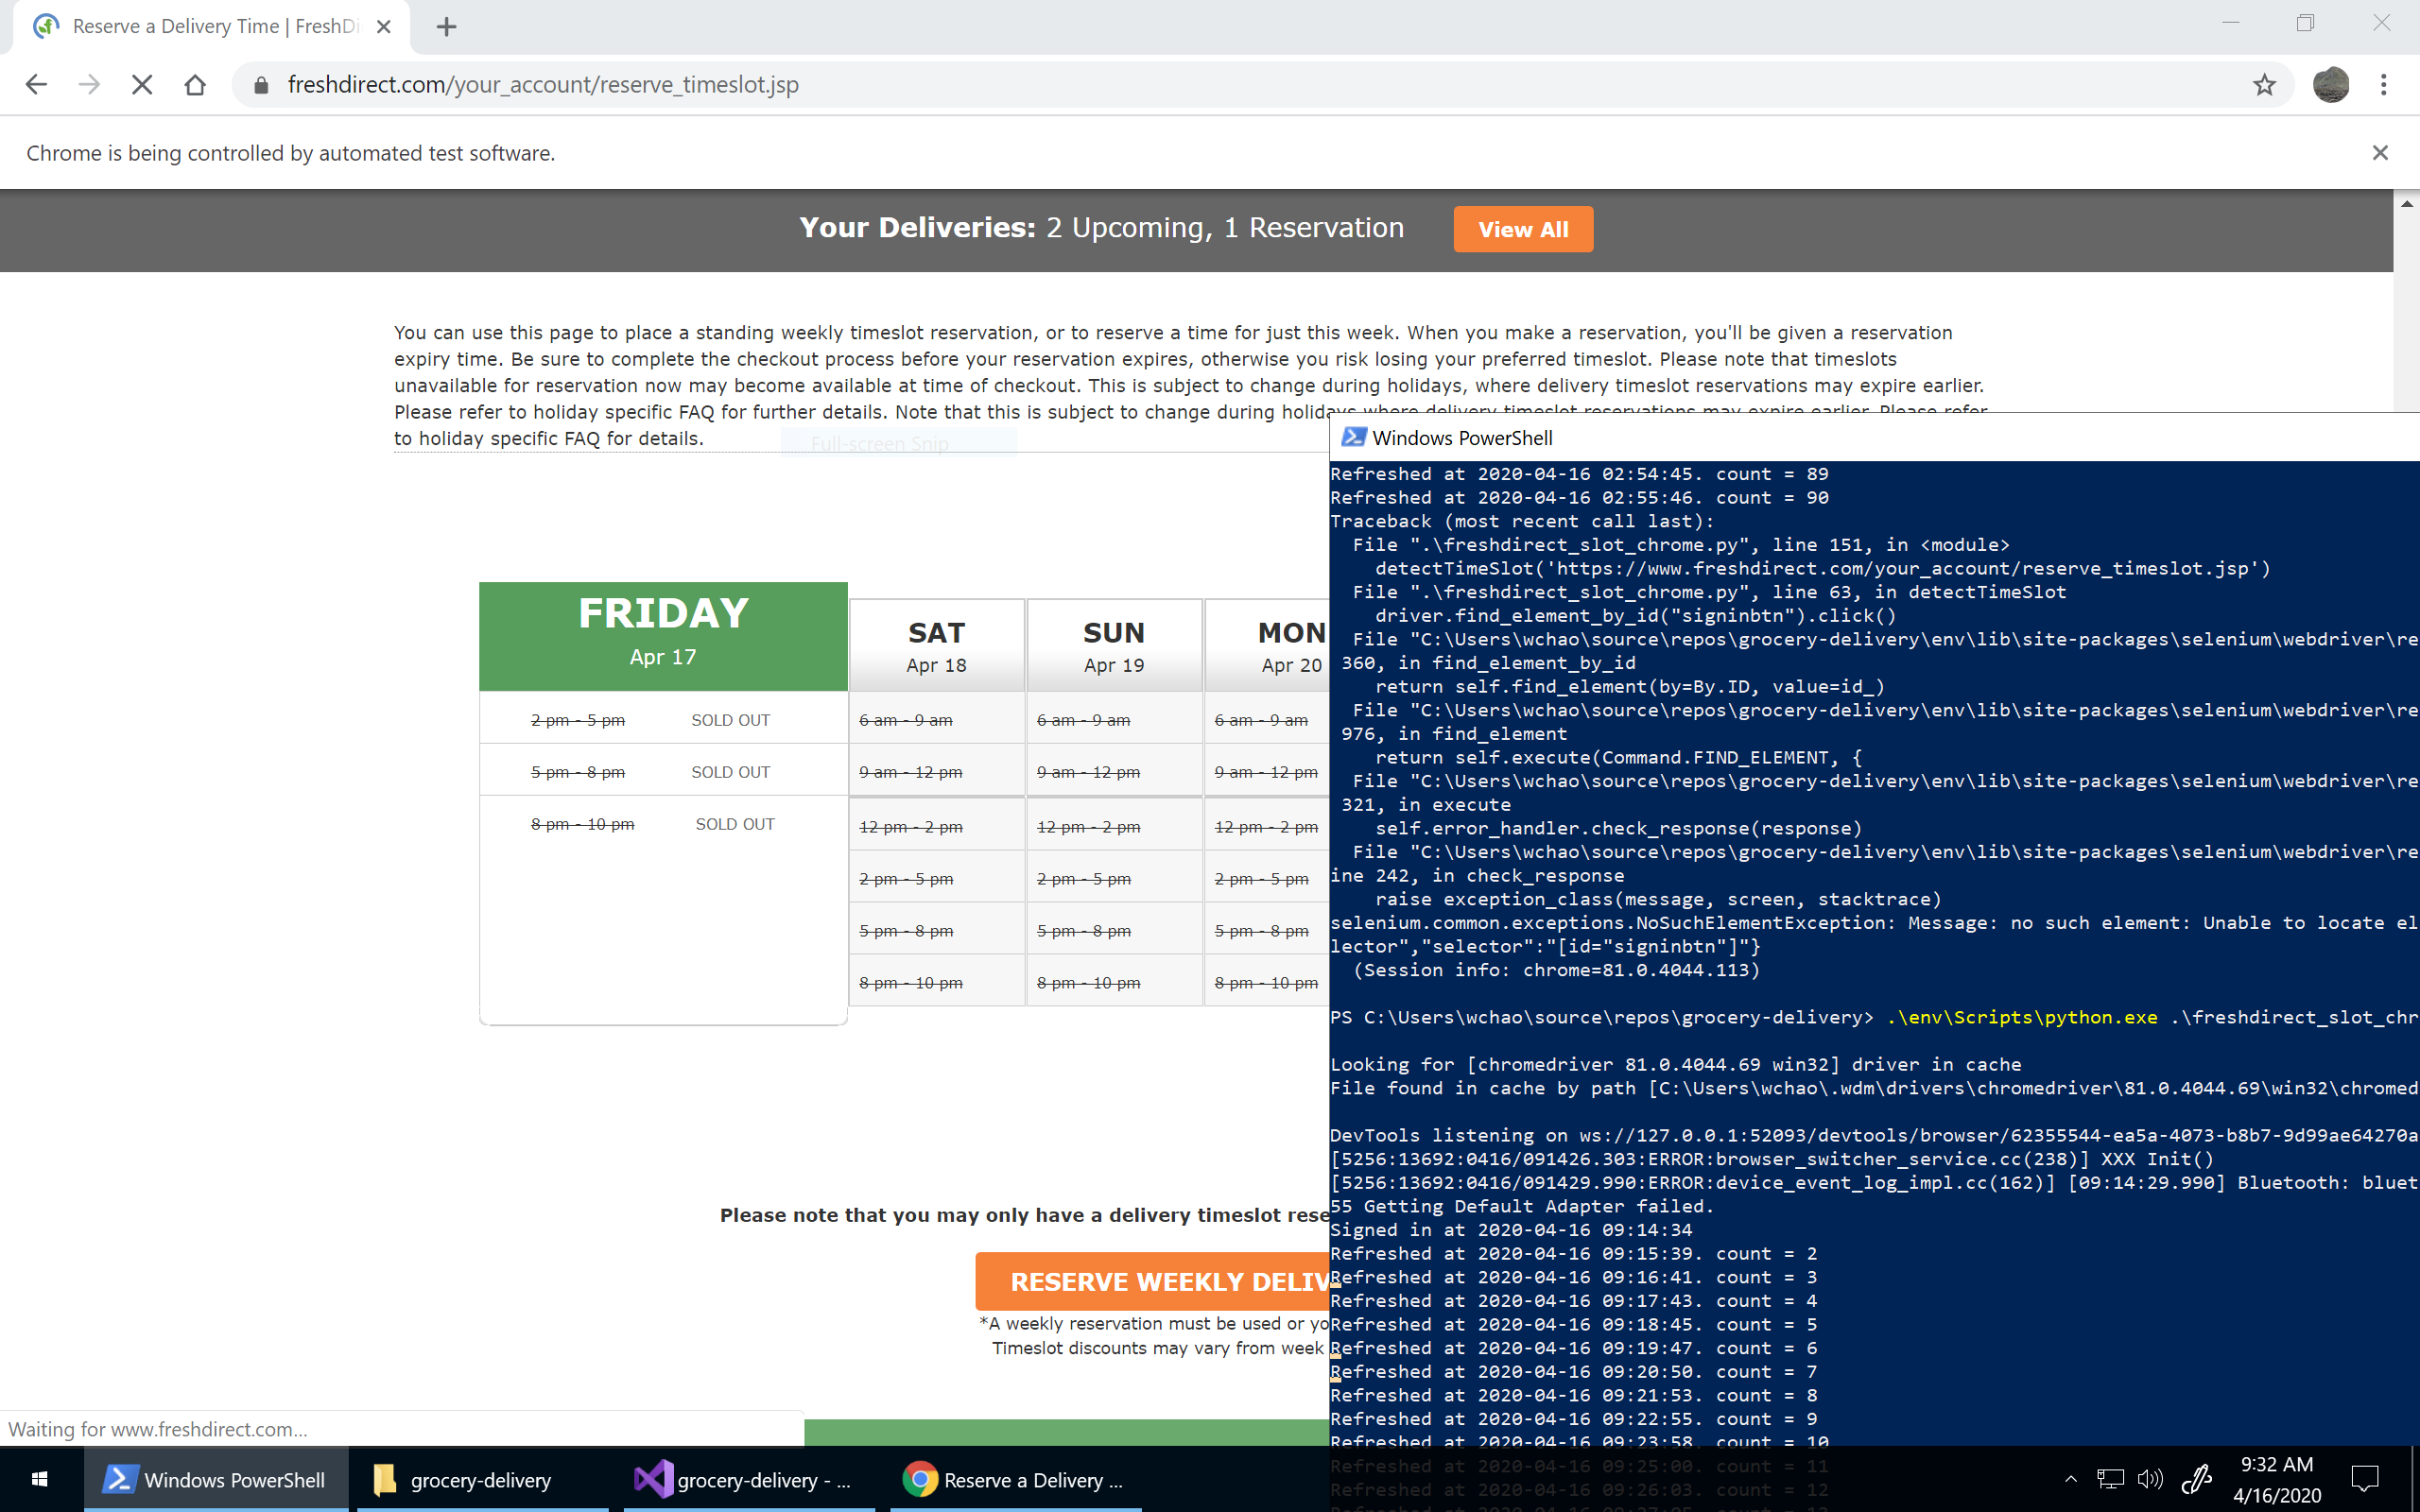 Reserve a Delivery Time | FreshDi
freshdirect.com/your_account/reserve_timeslot.jsp
Chrome is being controlled by automated test software.
Your Deliveries: 2 Upcoming, 1 Reservation
View All
You can use this page to place a standing weekly timeslot reservation, or to reserve a time for just this week. When you make a reservation, you'll be given a reservation
expiry time. Be sure to complete the checkout process before your reservation expires, otherwise you risk losing your preferred timeslot. Please note that timeslots
unavailable for reservation now may become available at time of checkout. This is subject to change during holidays, where delivery timeslot reservations may expire earlier.
Please refer to holiday specific FAQ for further details. Note that this is subject to change during holidays where delivery timeslot reservations may expire earlier. Please refer
to holiday specific FAQ for details.
Full-screen Snip
FRIDAY
Apr 17
2 pm - 5 pm SOLD OUT
5 pm - 8 pm SOLD OUT
8 pm - 10 pm SOLD OUT
SAT
Apr 18
6 am - 9 am
9 am - 12 pm
12 pm - 2 pm
2 pm - 5 pm
5 pm - 8 pm
8 pm - 10 pm
SUN
Apr 19
6 am - 9 am
9 am - 12 pm
12 pm - 2 pm
2 pm - 5 pm
5 pm - 8 pm
8 pm - 10 pm
MON
Apr 20
6 am - 9 am
9 am - 12 pm
12 pm - 2 pm
2 pm - 5 pm
5 pm - 8 pm
8 pm - 10 pm
Please note that you may only have a delivery timeslot rese
RESERVE WEEKLY DELIV
*A weekly reservation must be used or yo
Timeslot discounts may vary from week
Waiting for www.freshdirect.com...
Windows PowerShell
Refreshed at 2020-04-16 02:54:45. count = 89
Refreshed at 2020-04-16 02:55:46. count = 90
Traceback (most recent call last):
File ".\freshdirect_slot_chrome.py", line 151, in <module>
detectTimeSlot('https://www.freshdirect.com/your_account/reserve_timeslot.jsp')
File ".\freshdirect_slot_chrome.py", line 63, in detectTimeSlot
driver.find_element_by_id("signinbtn").click()
File "C:\Users\wchao\source\repos\grocery-delivery\env\lib\site-packages\selenium\webdriver\re
360, in find_element_by_id
return self.find_element(by=By.ID, value=id_)
File "C:\Users\wchao\source\repos\grocery-delivery\env\lib\site-packages\selenium\webdriver\re
976, in find_element
return self.execute(Command.FIND_ELEMENT, {
File "C:\Users\wchao\source\repos\grocery-delivery\env\lib\site-packages\selenium\webdriver\re
321, in execute
self.error_handler.check_response(response)
File "C:\Users\wchao\source\repos\grocery-delivery\env\lib\site-packages\selenium\webdriver\re
ine 242, in check_response
raise exception_class(message, screen, stacktrace)
selenium.common.exceptions.NoSuchElementException: Message: no such element: Unable to locate el
lector","selector":"[id="signinbtn"]"}
(Session info: chrome=81.0.4044.113)
PS C:\Users\wchao\source\repos\grocery-delivery> .\env\Scripts\python.exe .\freshdirect_slot_chr
Looking for [chromedriver 81.0.4044.69 win32] driver in cache
File found in cache by path [C:\Users\wchao\.wdm\drivers\chromedriver\81.0.4044.69\win32\chromed
DevTools listening on ws://127.0.0.1:52093/devtools/browser/62355544-ea5a-4073-b8b7-9d99ae64270a
[5256:13692:0416/091426.303:ERROR:browser_switcher_service.cc(238)] XXX Init()
[5256:13692:0416/091429.990:ERROR:device_event_log_impl.cc(162)] [09:14:29.990] Bluetooth: bluet
55 Getting Default Adapter failed.
Signed in at 2020-04-16 09:14:34
Refreshed at 2020-04-16 09:15:39. count = 2
Refreshed at 2020-04-16 09:16:41. count = 3
Refreshed at 2020-04-16 09:17:43. count = 4
Refreshed at 2020-04-16 09:18:45. count = 5
Refreshed at 2020-04-16 09:19:47. count = 6
Refreshed at 2020-04-16 09:20:50. count = 7
Refreshed at 2020-04-16 09:21:53. count = 8
Refreshed at 2020-04-16 09:22:55. count = 9
Refreshed at 2020-04-16 09:23:58. count = 10
Refreshed at 2020-04-16 09:25:00. count = 11
Refreshed at 2020-04-16 09:26:03. count = 12
Windows PowerShell
grocery-delivery
grocery-delivery - ...
Reserve a Delivery ...
9:32 AM
4/16/2020